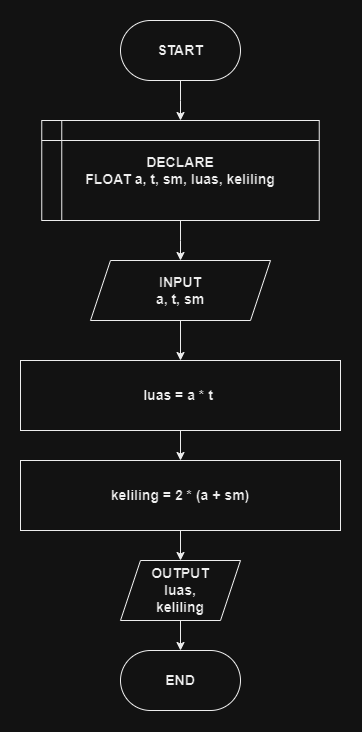 START
DECLARE
FLOAT a, t, sm, luas, keliling
INPUT
a, t, sm
luas = a * t
keliling = 2 * (a + sm)
OUTPUT
luas,
keliling
END